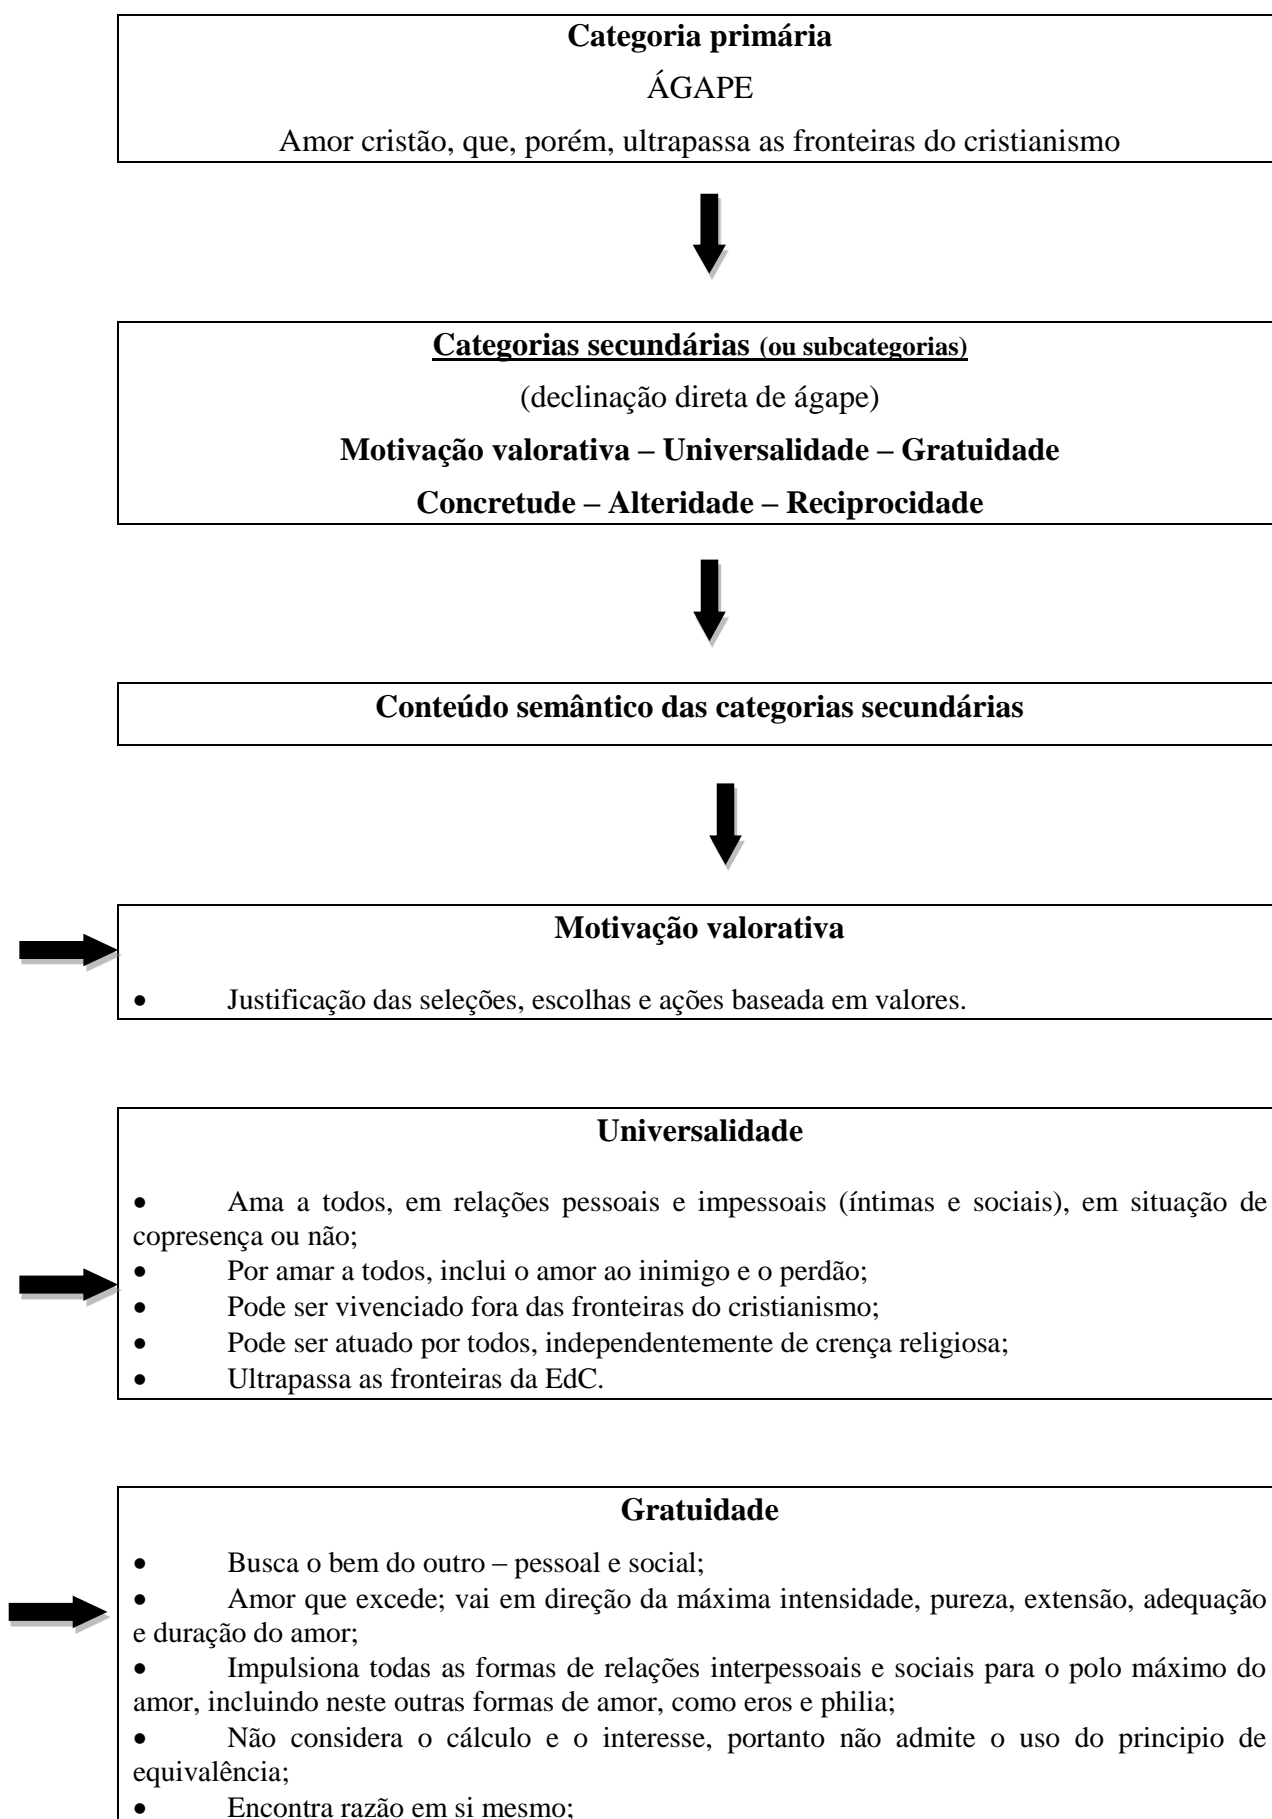 Categoria primária
ÁGAPE
Amor cristão, que, porém, ultrapassa as fronteiras do cristianismo
Categorias secundárias (ou subcategorias)
(declinação direta de ágape)
Motivação valorativa – Universalidade – Gratuidade
Concretude – Alteridade – Reciprocidade
Conteúdo semântico das categorias secundárias
Motivação valorativa
• Justificação das seleções, escolhas e ações baseada em valores.
Universalidade
• Ama a todos, em relações pessoais e impessoais (íntimas e sociais), em situação de
copresença ou não;
• Por amar a todos, inclui o amor ao inimigo e o perdão;
• Pode ser vivenciado fora das fronteiras do cristianismo;
• Pode ser atuado por todos, independentemente de crença religiosa;
• Ultrapassa as fronteiras da EdC.
Gratuidade
• Busca o bem do outro – pessoal e social;
• Amor que excede; vai em direção da máxima intensidade, pureza, extensão, adequação
e duração do amor;
• Impulsiona todas as formas de relações interpessoais e sociais para o polo máximo do
amor, incluindo neste outras formas de amor, como eros e philia;
• Não considera o cálculo e o interesse, portanto não admite o uso do principio de
equivalência;
• Encontra razão em si mesmo;